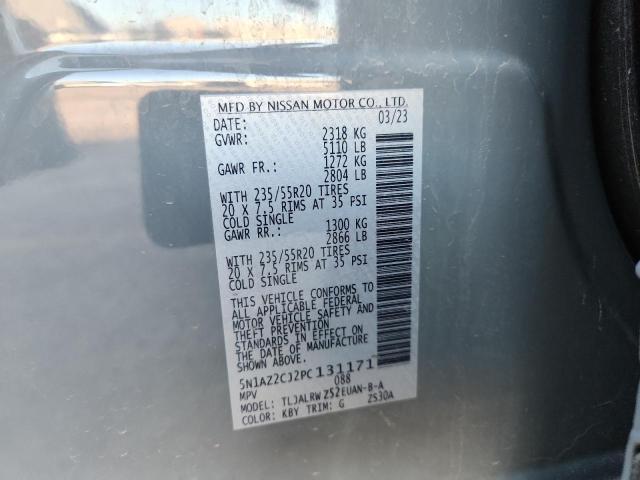 MFD BY NISSAN MOTOR CO., LTD.
DATE: 03/23
GVWR: 2318 KG
5110 LB
GAWR FR.: 1272 KG
2804 LB
WITH 235/55R20 TIRES
20 X 7.5 RIMS AT 35 PSI
COLD SINGLE
GAWR RR.: 1300 KG
2866 LB
WITH 235/55R20 TIRES
20 X 7.5 RIMS AT 35 PSI
COLD SINGLE
THIS VEHICLE CONFORMS TO
ALL APPLICABLE FEDERAL
MOTOR VEHICLE SAFETY AND
THEFT PREVENTION
STANDARDS IN EFFECT ON
THE DATE OF MANUFACTURE
SHOWN ABOVE.
5N1AZ2CJ2PC131171
MPV 088
MODEL: TLJALRWZS2EUAN-B-A
COLOR: KBY TRIM: G ZS30A